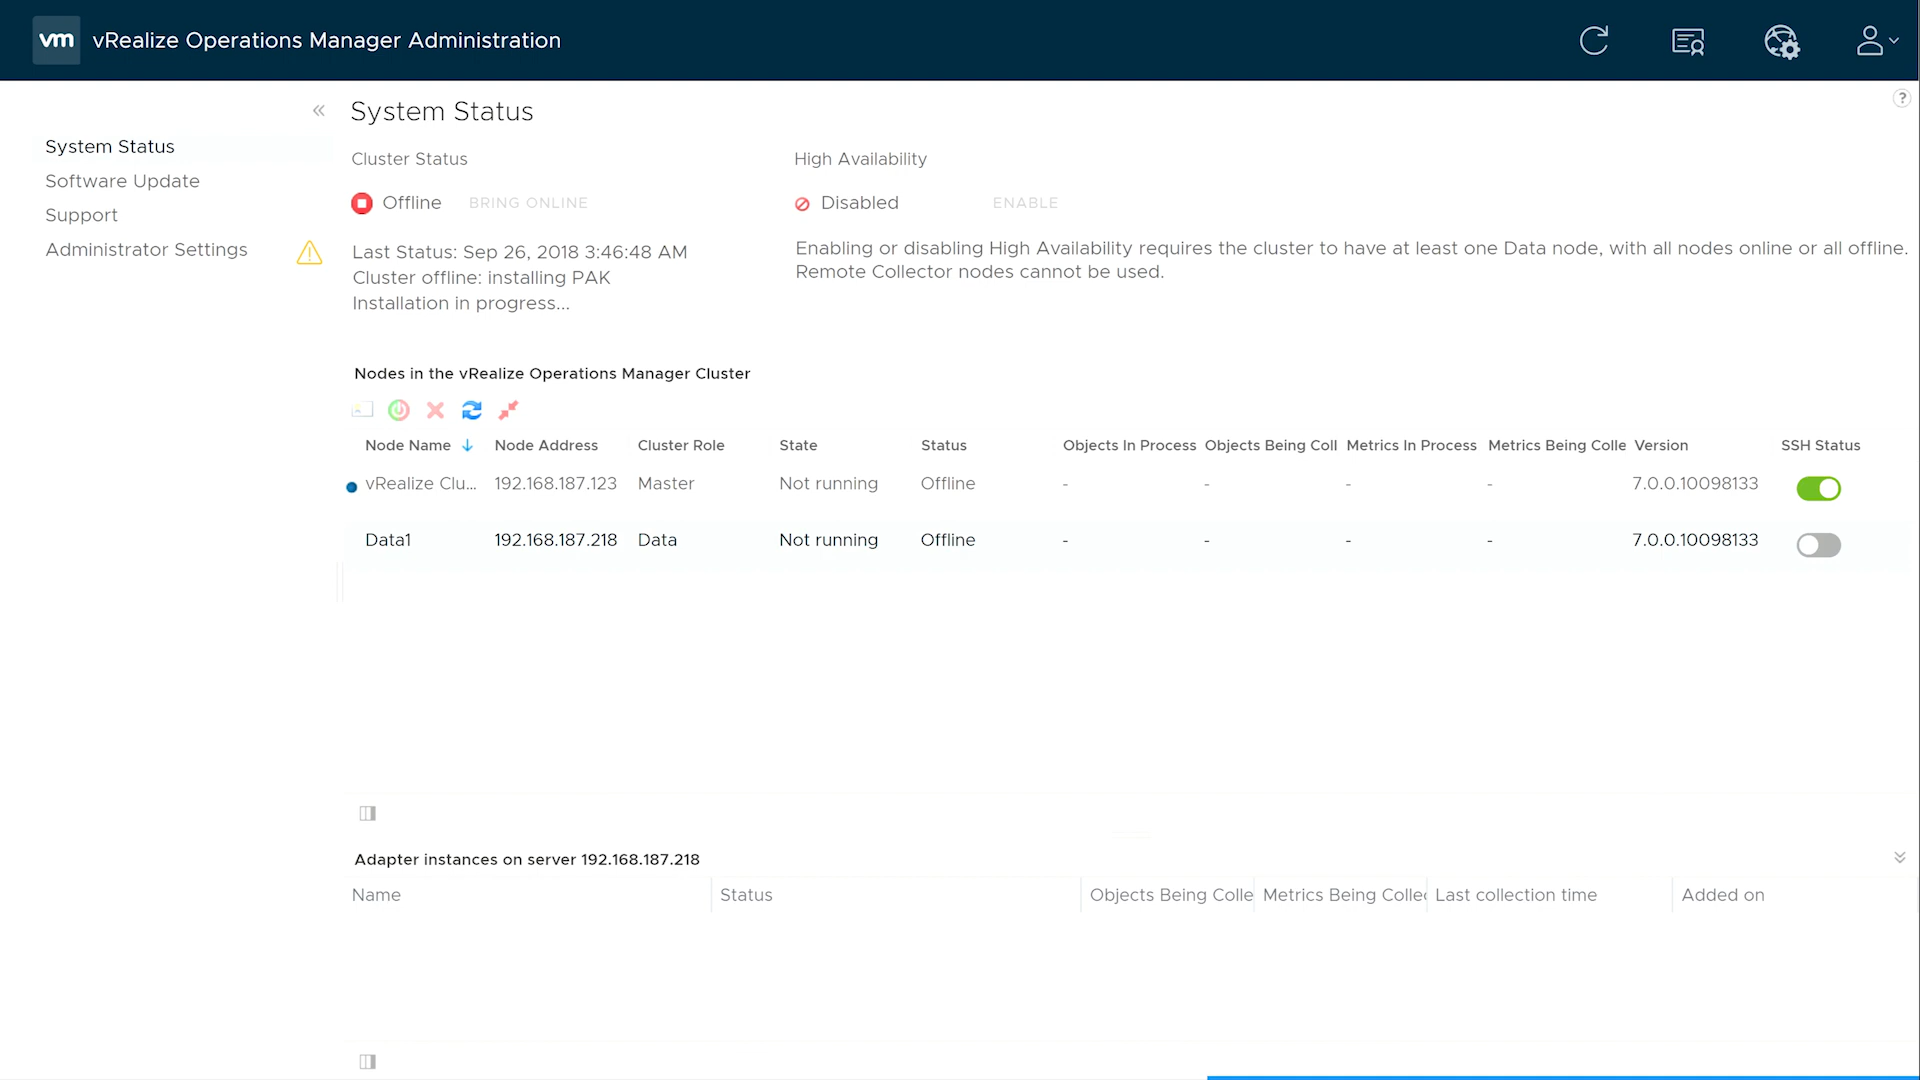 vm vRealize Operations Manager Administration
«
System Status
?
System Status
Software Update
Support
Administrator Settings
Cluster Status
High Availability
Offline BRING ONLINE
Disabled ENABLE
Last Status: Sep 26, 2018 3:46:48 AM
Cluster offline: installing PAK
Installation in progress...
Enabling or disabling High Availability requires the cluster to have at least one Data node, with all nodes online or all offline.
Remote Collector nodes cannot be used.
Nodes in the vRealize Operations Manager Cluster
Node Name Node Address Cluster Role State Status Objects In Process Objects Being Coll Metrics In Process Metrics Being Colle Version SSH Status
vRealize Clu... 192.168.187.123 Master Not running Offline - - - - 7.0.0.10098133
Data1 192.168.187.218 Data Not running Offline - - - - 7.0.0.10098133
Adapter instances on server 192.168.187.218
Name Status Objects Being Colle Metrics Being Collec Last collection time Added on